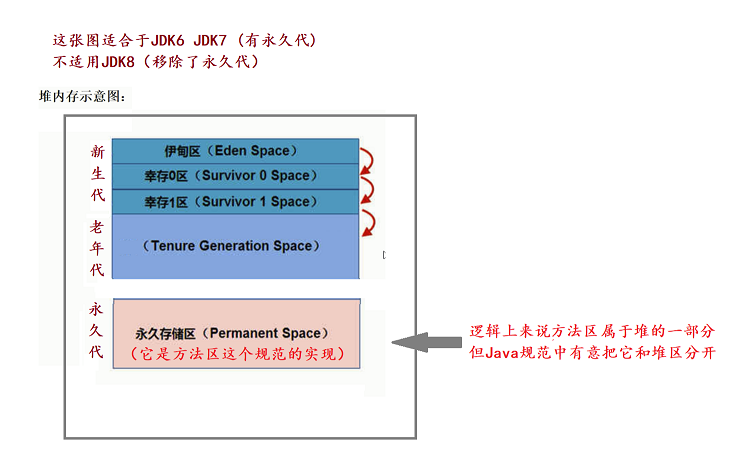 这张图适合于JDK6 JDK7 (有永久代)
不适用JDK8 (移除了永久代)
堆内存示意图:
新生代
伊甸区 (Eden Space)
幸存0区 (Survivor 0 Space)
幸存1区 (Survivor 1 Space)
老年代
(Tenure Generation Space)
永久代
永久存储区 (Permanent Space)
(它是方法区这个规范的实现)
逻辑上来说方法区属于堆的一部分
但Java规范中有意把它和堆区分开